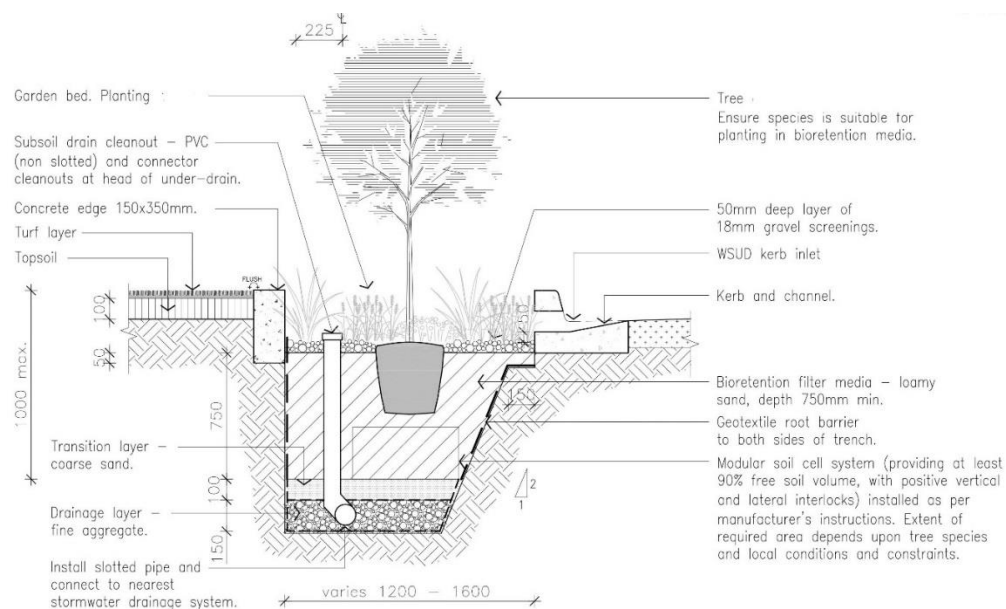 225
Garden bed. Planting
Subsoil drain cleanout – PVC
(non slotted) and connector
cleanouts at head of under–drain.
Concrete edge 150x350mm.
Turf layer
Topsoil
FLUSH
100
50
1000 max.
750
Transition layer –
coarse sand.
100
Drainage layer –
fine aggregate.
150
Install slotted pipe and
connect to nearest
stormwater drainage system.
varies 1200 – 1600
Tree
Ensure species is suitable for
planting in bioretention media.
50mm deep layer of
18mm gravel screenings.
WSUD kerb inlet
Kerb and channel.
50
150
Bioretention filter media – loamy
sand, depth 750mm min.
Geotextile root barrier
to both sides of trench.
Modular soil cell system (providing at least
90% free soil volume, with positive vertical
and lateral interlocks) installed as per
manufacturer's instructions. Extent of
required area depends upon tree species
and local conditions and constraints.
2
1